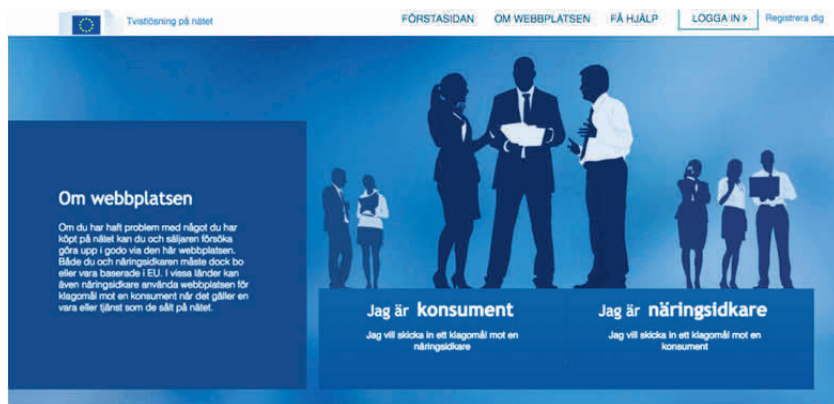 Tvistlösning på nätet
FÖRSTASIDAN OM WEBBPLATSEN FÅ HJÄLP LOGGA IN > Registrera dig
Om webbplatsen
Om du har haft problem med något du har
köpt på nätet kan du och säljaren försöka
göra upp i godo via den här webbplatsen.
Både du och näringsidkaren måste dock bo
eller vara baserade i EU. I vissa länder kan
även näringsidkare använda webbplatsen för
klagomål mot en konsument när det gäller en
vara eller tjänst som de sålt på nätet.
Jag är konsument
Jag vill skicka in ett klagomål mot en
näringsidkare
Jag är näringsidkare
Jag vill skicka in ett klagomål mot en
konsument